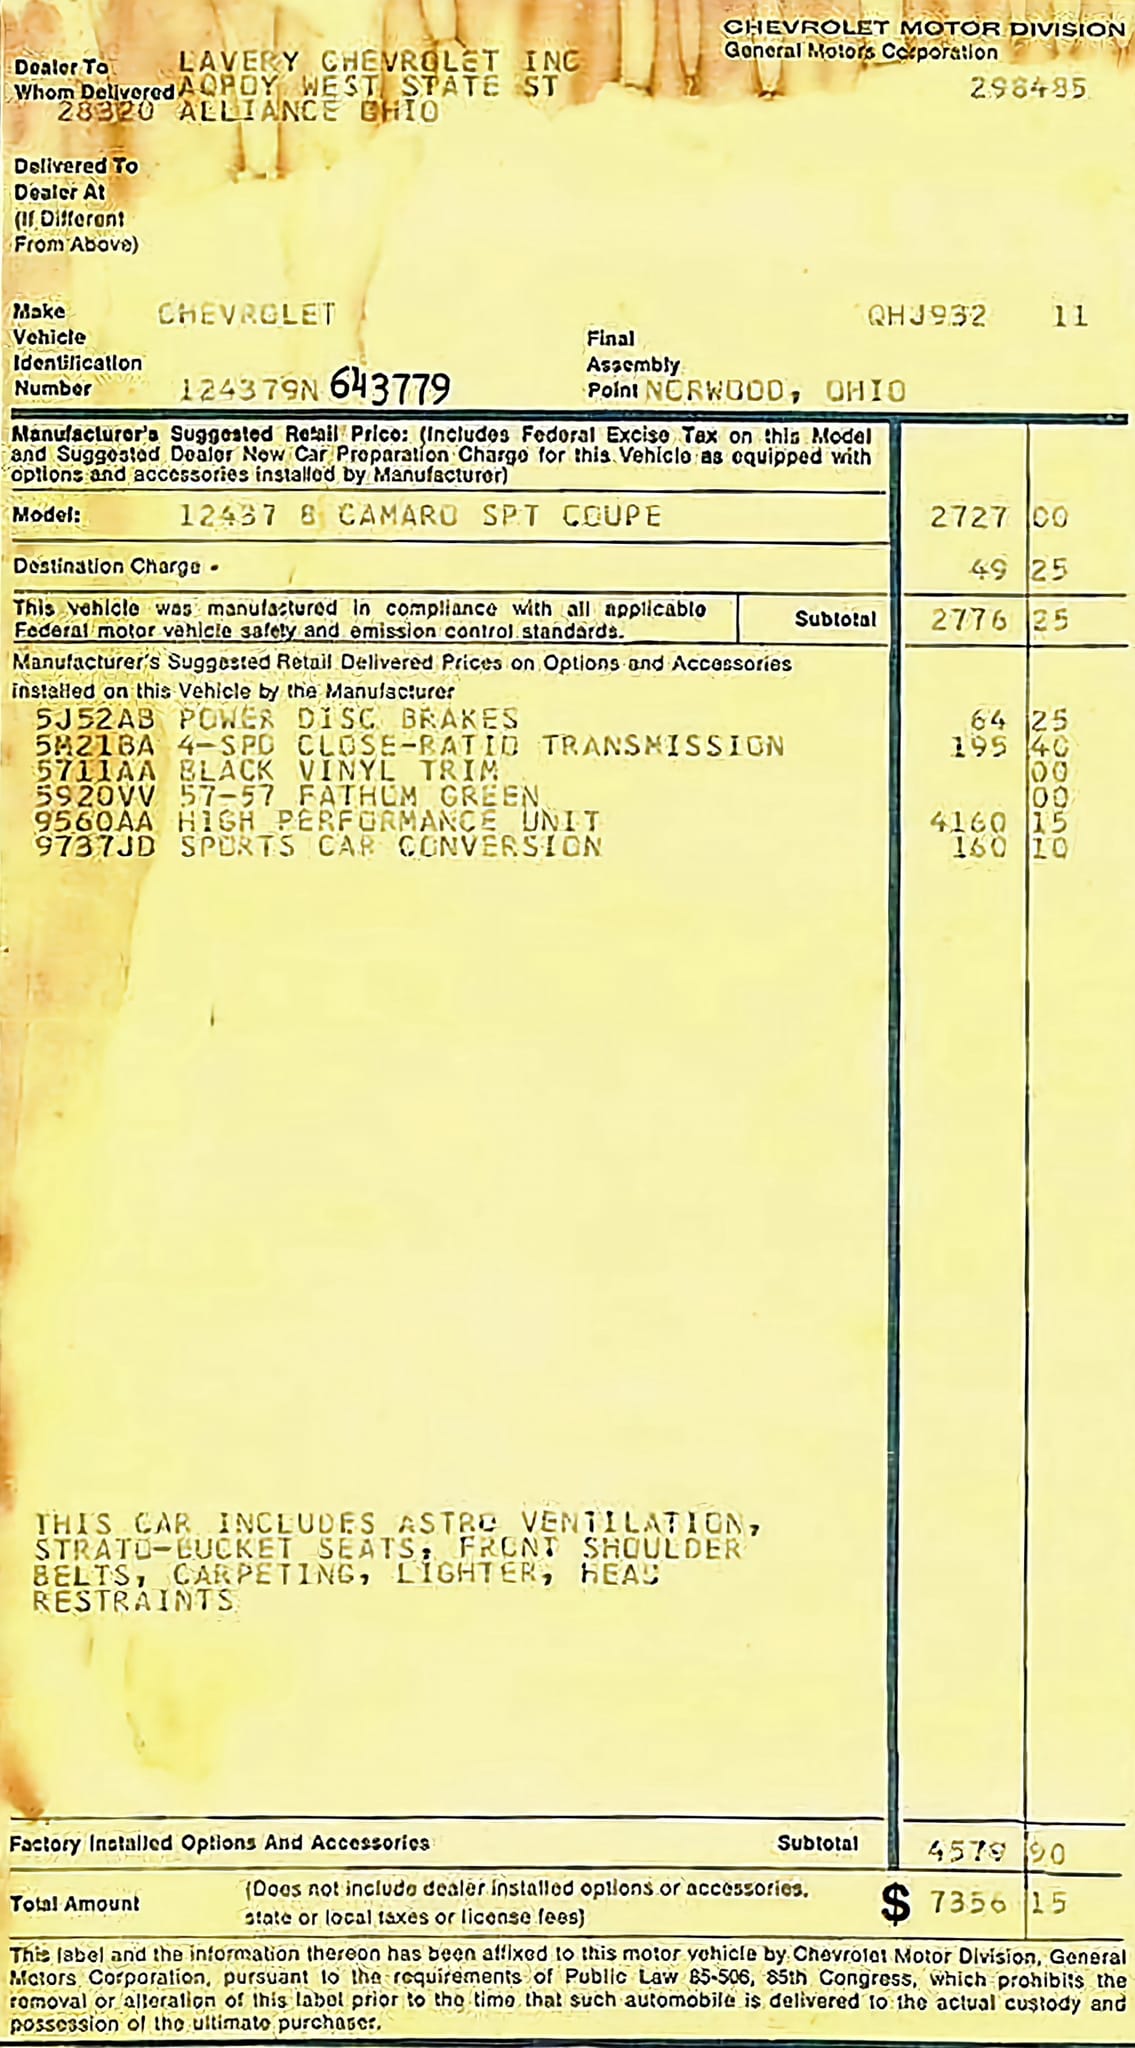 CHEVROLET MOTOR DIVISION
General Motors Corporation
298485
Dealer To
Whom Delivered
LAVERY CHEVROLET INC
WEST STATE ST
28320 ALLIANCE OHIO
Delivered To
Dealer At
(If Different
From Above)
Make CHEVROLET QHJ932 11
Vehicle
Identification
Number 124379N 643779
Final
Assembly
Point NORWOOD, OHIO
Manufacturer's Suggested Retail Price: (Includes Federal Excise Tax on this Model
and Suggested Dealer New Car Preparation Charge for this Vehicle as equipped with
options and accessories installed by Manufacturer)
Model: 12437 8 CAMARO SPT COUPE 2727 00
Destination Charge - 49 25
This vehicle was manufactured in compliance with all applicable
Federal motor vehicle safety and emission control standards.
Subtotal 2776 25
Manufacturer's Suggested Retail Delivered Prices on Options and Accessories
Installed on this Vehicle by the Manufacturer
5J52AB POWER DISC BRAKES 64 25
5M21BA 4-SPD CLOSE-RATIO TRANSMISSION 195 40
5711AA BLACK VINYL TRIM 00
5920VV 57-57 FATHOM GREEN 00
9560AA HIGH PERFORMANCE UNIT 4160 15
9737JD SPORTS CAR CONVERSION 160 10
THIS CAR INCLUDES ASTRO VENTILATION,
STRATO-BUCKET SEATS, FRONT SHOULDER
BELTS, CARPETING, LIGHTER, HEAD
RESTRAINTS
Factory Installed Options And Accessories Subtotal 4579 90
Total Amount (Does not include dealer installed options or accessories,
state or local taxes or license fees)
$ 7356 15
This label and the information thereon has been affixed to this motor vehicle by Chevrolet Motor Division, General
Motors Corporation, pursuant to the requirements of Public Law 85-506, 85th Congress, which prohibits the
removal or alteration of this label prior to the time that such automobile is delivered to the actual custody and
possession of the ultimate purchaser.